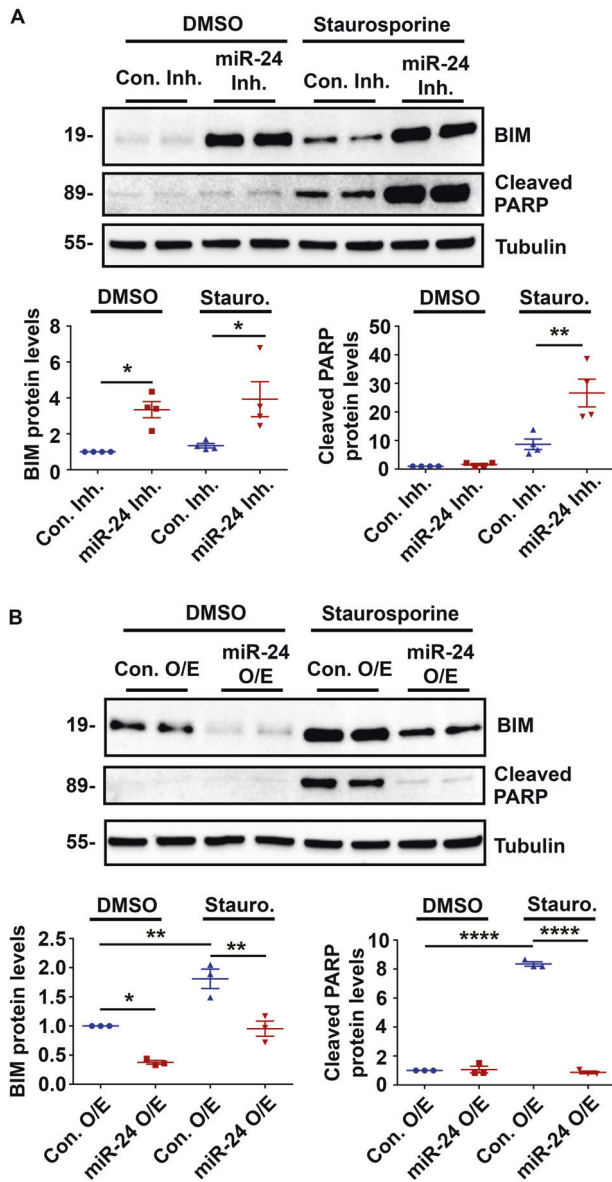 A
DMSO Staurosporine
Con. Inh. miR-24 Inh. Con. Inh. miR-24 Inh.
19- BIM
89- Cleaved PARP
55- Tubulin
DMSO Stauro.
BIM protein levels
8
6
4
2
0
* *
Con. Inh. miR-24 Inh. Con. Inh. miR-24 Inh.
DMSO Stauro.
Cleaved PARP protein levels
50
40
30
20
10
0
**
Con. Inh. miR-24 Inh. Con. Inh. miR-24 Inh.
B
DMSO Staurosporine
Con. O/E miR-24 O/E Con. O/E miR-24 O/E
19- BIM
89- Cleaved PARP
55- Tubulin
DMSO Stauro.
BIM protein levels
2.5
2.0
1.5
1.0
0.5
0.0
** **
*
Con. O/E miR-24 O/E Con. O/E miR-24 O/E
DMSO Stauro.
Cleaved PARP protein levels
10
8
6
4
2
0
**** ****
Con. O/E miR-24 O/E Con. O/E miR-24 O/E